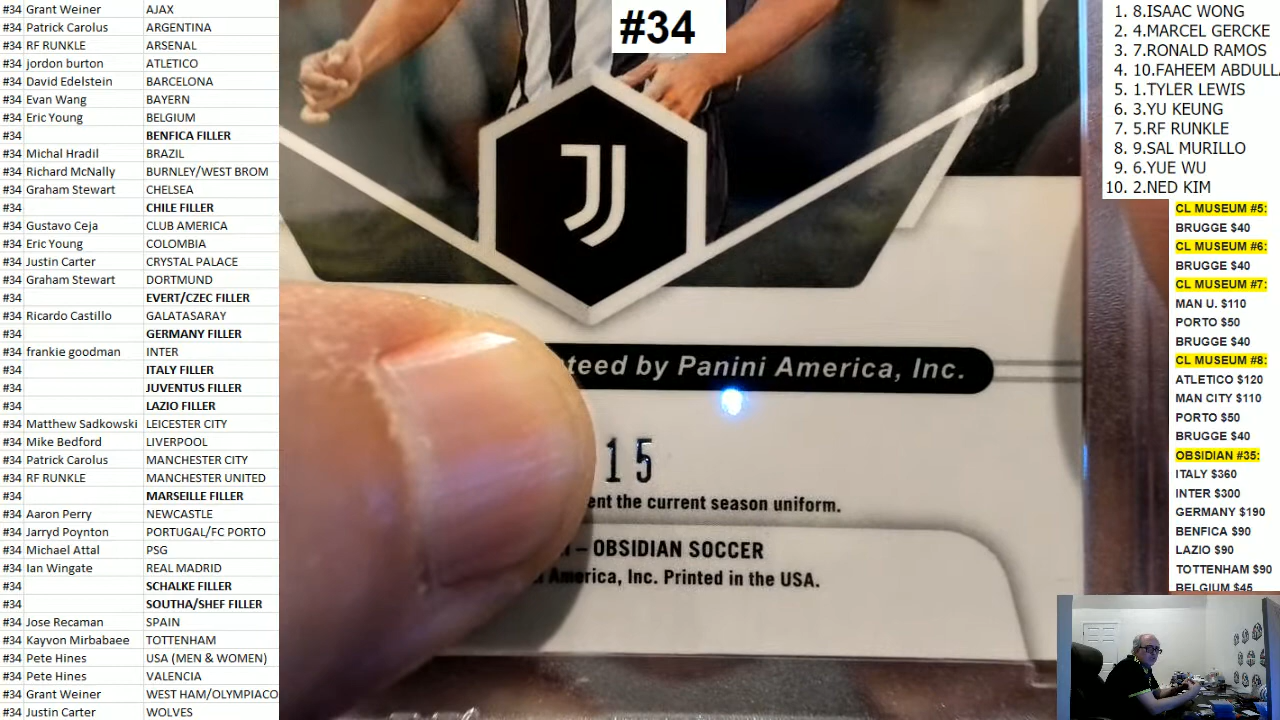 #34 Grant Weiner AJAX
#34 Patrick Carolus ARGENTINA
#34 RF RUNKLE ARSENAL
#34 jordon burton ATLETICO
#34 David Edelstein BARCELONA
#34 Evan Wang BAYERN
#34 Eric Young BELGIUM
#34 BENFICA FILLER
#34 Michal Hradil BRAZIL
#34 Richard McNally BURNLEY/WEST BROM
#34 Graham Stewart CHELSEA
#34 CHILE FILLER
#34 Gustavo Ceja CLUB AMERICA
#34 Eric Young COLOMBIA
#34 Justin Carter CRYSTAL PALACE
#34 Graham Stewart DORTMUND
#34 EVERT/CZEC FILLER
#34 Ricardo Castillo GALATASARAY
#34 GERMANY FILLER
#34 frankie goodman INTER
#34 ITALY FILLER
#34 JUVENTUS FILLER
#34 LAZIO FILLER
#34 Matthew Sadkowski LEICESTER CITY
#34 Mike Bedford LIVERPOOL
#34 Patrick Carolus MANCHESTER CITY
#34 RF RUNKLE MANCHESTER UNITED
#34 MARSEILLE FILLER
#34 Aaron Perry NEWCASTLE
#34 Jarryd Poynton PORTUGAL/FC PORTO
#34 Michael Attal PSG
#34 Ian Wingate REAL MADRID
#34 SCHALKE FILLER
#34 SOUTHA/SHEF FILLER
#34 Jose Recaman SPAIN
#34 Kayvon Mirbabaee TOTTENHAM
#34 Pete Hines USA (MEN & WOMEN)
#34 Pete Hines VALENCIA
#34 Grant Weiner WEST HAM/OLYMPIACO
#34 Justin Carter WOLVES
#34
teed by Panini America, Inc.
15
ent the current season uniform.
– OBSIDIAN SOCCER
America, Inc. Printed in the USA.
1. 8.ISAAC WONG
2. 4.MARCEL GERCKE
3. 7.RONALD RAMOS
4. 10.FAHEEM ABDULLA
5. 1.TYLER LEWIS
6. 3.YU KEUNG
7. 5.RF RUNKLE
8. 9.SAL MURILLO
9. 6.YUE WU
10. 2.NED KIM
CL MUSEUM #5:
BRUGGE $40
CL MUSEUM #6:
BRUGGE $40
CL MUSEUM #7:
MAN U. $110
PORTO $50
BRUGGE $40
CL MUSEUM #8:
ATLETICO $120
MAN CITY $110
PORTO $50
BRUGGE $40
OBSIDIAN #35:
ITALY $360
INTER $300
GERMANY $190
BENFICA $90
LAZIO $90
TOTTENHAM $90
BELGIUM $45